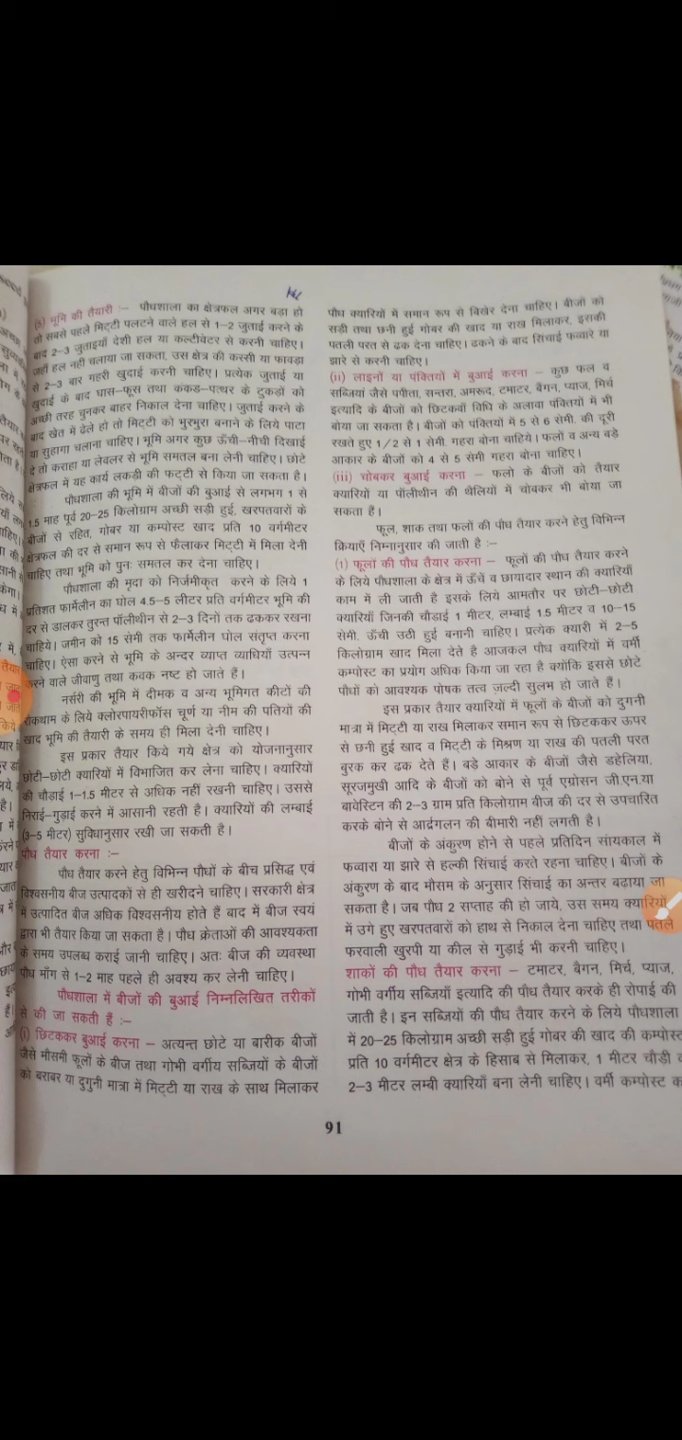 (s) भूमि की तैयारी :– पौधशाला का क्षेत्रफल अगर बड़ा हो
तो सबसे पहले मिट्टी पलटने वाले हल से 1–2 जुताई करने के
बाद 2–3 जुताइयाँ देशी हल या कल्टीवेटर से करनी चाहिए।
जहाँ हल नहीं चलाया जा सकता, उस क्षेत्र की कस्सी या फावड़ा
से 2–3 बार गहरी खुदाई करनी चाहिए। प्रत्येक जुताई या
खुदाई के बाद घास–फूस तथा कंकड–पत्थर के टुकडों को
अच्छी तरह चुनकर बाहर निकाल देना चाहिए। जुताई करने के
बाद खेत में ढेले हो तो मिट्टी को भुरभुरा बनाने के लिये पाटा
या सुहागा चलाना चाहिए। भूमि अगर कुछ ऊँची–नीची दिखाई
दे तो कराहा या लेवलर से भूमि समतल बना लेनी चाहिए। छोटे
क्षेत्रफल में यह कार्य लकडी की फट्टी से किया जा सकता है।
पौधशाला की भूमि में बीजों की बुआई से लगभग 1 से
1.5 माह पूर्व 20–25 किलोग्राम अच्छी सड़ी हुई, खरपतवारों के
बीजों से रहित, गोबर या कम्पोस्ट खाद प्रति 10 वर्गमीटर
क्षेत्रफल की दर से समान रूप से फैलाकर मिट्टी में मिला देनी
चाहिए तथा भूमि को पुनः समतल कर देना चाहिए।
पौधशाला की मृदा को निर्जमीकृत करने के लिये 1
प्रतिशत फार्मेलीन का घोल 4.5–5 लीटर प्रति वर्गमीटर भूमि की
दर से डालकर तुरन्त पॉलीथीन से 2–3 दिनों तक ढककर रखना
चाहिये। जमीन को 15 सेमी तक फार्मेलीन घोल संतृप्त करना
चाहिए। ऐसा करने से भूमि के अन्दर व्याप्त व्याधियाँ उत्पन्न
करने वाले जीवाणु तथा कवक नष्ट हो जाते हैं।
नर्सरी की भूमि में दीमक व अन्य भूमिगत कीटों की
रोकथाम के लिये क्लोरपायरीफॉस चूर्ण या नीम की पतियों की
खाद भूमि की तैयारी के समय ही मिला देनी चाहिए।
इस प्रकार तैयार किये गये क्षेत्र को योजनानुसार
छोटी–छोटी क्यारियों में विभाजित कर लेना चाहिए। क्यारियों
की चौडाई 1–1.5 मीटर से अधिक नहीं रखनी चाहिए। उससे
निराई–गुड़ाई करने में आसानी रहती है। क्यारियों की लम्बाई
(3–5 मीटर) सुविधानुसार रखी जा सकती है।
पौध तैयार करना :–
पौध तैयार करने हेतु विभिन्न पौधों के बीच प्रसिद्ध एवं
विश्वसनीय बीज उत्पादकों से ही खरीदने चाहिए। सरकारी क्षेत्र
में उत्पादित बीज अधिक विश्वसनीय होते हैं बाद में बीज स्वयं
द्वारा भी तैयार किया जा सकता है। पौध क्रेताओं की आवश्यकता
के समय उपलब्ध कराई जानी चाहिए। अतः बीज की व्यवस्था
पौध माँग से 1–2 माह पहले ही अवश्य कर लेनी चाहिए।
पौधशाला में बीजों की बुआई निम्नलिखित तरीकों
से की जा सकती हैं :–
(i) छिटककर बुआई करना – अत्यन्त छोटे या बारीक बीजों
जैसे मौसमी फूलों के बीज तथा गोभी वर्गीय सब्जियों के बीजों
को बराबर या दुगुनी मात्रा में मिट्टी या राख के साथ मिलाकर
पौध क्यारियों में समान रूप से बिखेर देना चाहिए। बीजों को
सड़ी तथा छनी हुई गोबर की खाद या राख मिलाकर, इसकी
पतली परत से ढक देना चाहिए। ढकने के बाद सिंचाई फव्वारे या
झारे से करनी चाहिए।
(ii) लाइनों या पंक्तियों में बुआई करना – कुछ फल व
सब्जियां जैसे पपीता, सन्तरा, अमरूद, टमाटर, बैगन, प्याज, मिर्च
इत्यादि के बीजों को छिटकवाँ विधि के अलावा पंक्तियों में भी
बोया जा सकता है। बीजों को पंक्तियों में 5 से 6 सेमी. की दूरी
रखते हुए 1/2 से 1 सेमी. गहरा बोना चाहिये। फलों व अन्य बड़े
आकार के बीजों को 4 से 5 संमी गहरा बोना चाहिए।
(iii) चोबकर बुआई करना – फलो के बीजों को तैयार
क्यारियों या पॉलीथीन की थैलियों में चोबकर भी बोया जा
सकता हैं।
फूल, शाक तथा फलों की पौध तैयार करने हेतु विभिन्न
क्रियाएँ निम्नानुसार की जाती है :–
(1) फूलों की पौध तैयार करना – फूलों की पौध तैयार करने
के लिये पौधशाला के क्षेत्र में ऊँचें व छायादार स्थान की क्यारियाँ
काम में ली जाती है इसके लिये आमतौर पर छोटी–छोटी
क्यारियाँ जिनकी चौडाई 1 मीटर, लम्बाई 1.5 मीटर व 10–15
सेमी. ऊँची उठी हुई बनानी चाहिए। प्रत्येक क्यारी में 2–5
किलोग्राम खाद मिला देते है आजकल पौध क्यारियों में वर्मी
कम्पोस्ट का प्रयोग अधिक किया जा रहा है क्योंकि इससे छोटे
पौधों को आवश्यक पोषक तत्व ज़ल्दी सुलभ हो जाते हैं।
इस प्रकार तैयार क्यारियों में फूलों के बीजों को दुगनी
मात्रा में मिट्टी या राख मिलाकर समान रूप से छिटककर ऊपर
से छनी हुई खाद व मिट्टी के मिश्रण या राख की पतली परत
बुरक कर ढक देते हैं। बड़े आकार के बीजों जैसे डहेलिया,
सूरजमुखी आदि के बीजों को बोने से पूर्व एग्रोसन जी.एन.या
बावेस्टिन की 2–3 ग्राम प्रति किलोग्राम बीज की दर से उपचारित
करके बोने से आर्द्रगलन की बीमारी नहीं लगती है।
बीजों के अंकुरण होने से पहले प्रतिदिन सांयकाल में
फव्वारा या झारे से हल्की सिंचाई करते रहना चाहिए। बीजों के
अंकुरण के बाद मौसम के अनुसार सिंचाई का अन्तर बढाया जा
सकता है। जब पौध 2 सप्ताह की हो जाये, उस समय क्यारियों
में उगे हुए खरपतवारों को हाथ से निकाल देना चाहिए तथा पतले
फरवाली खुरपी या कील से गुड़ाई भी करनी चाहिए।
शाकों की पौध तैयार करना – टमाटर, बैगन, मिर्च, प्याज,
गोभी वर्गीय सब्जियाँ इत्यादि की पौध तैयार करके ही रोपाई की
जाती है। इन सब्जियों की पौध तैयार करने के लिये पौधशाला
में 20–25 किलोग्राम अच्छी सड़ी हुई गोबर की खाद की कम्पोस्ट
प्रति 10 वर्गमीटर क्षेत्र के हिसाब से मिलाकर, 1 मीटर चौड़ी व
2–3 मीटर लम्बी क्यारियाँ बना लेनी चाहिए। वर्मी कम्पोस्ट क
91